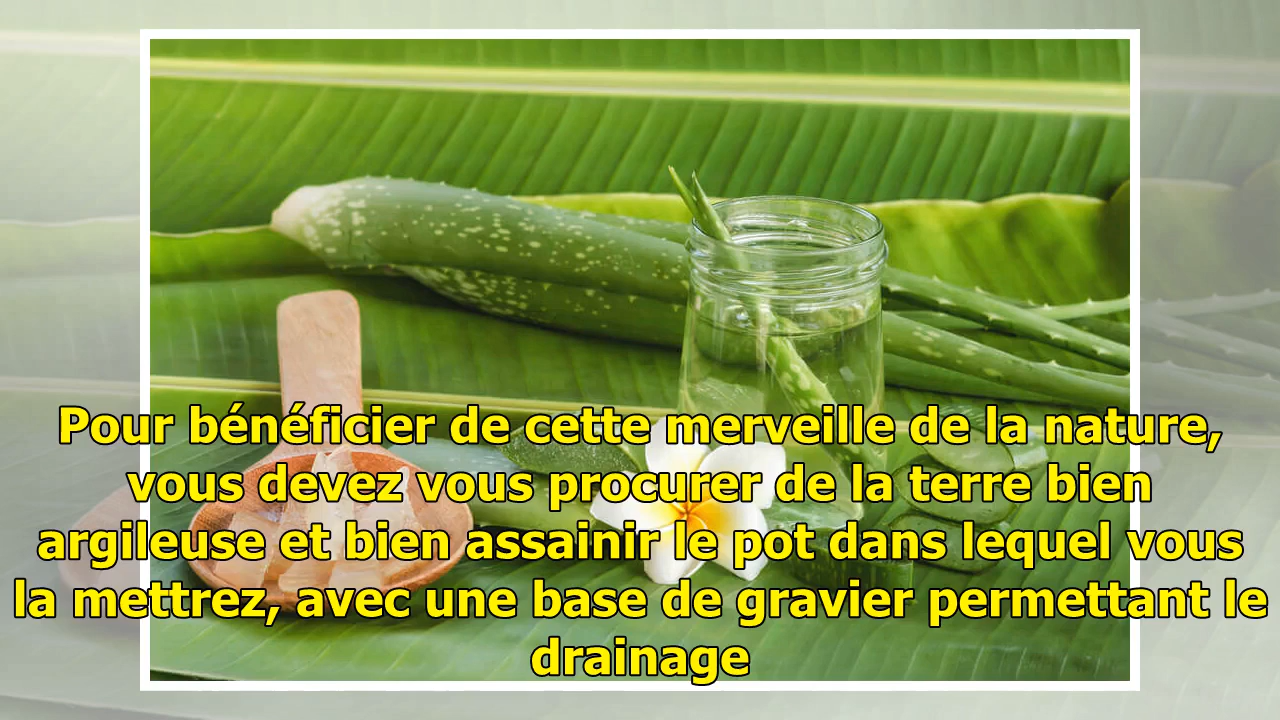 Pour bénéficier de cette merveille de la nature,
vous devez vous procurer de la terre bien
argileuse et bien assainir le pot dans lequel vous
la mettrez, avec une base de gravier permettant le
drainage